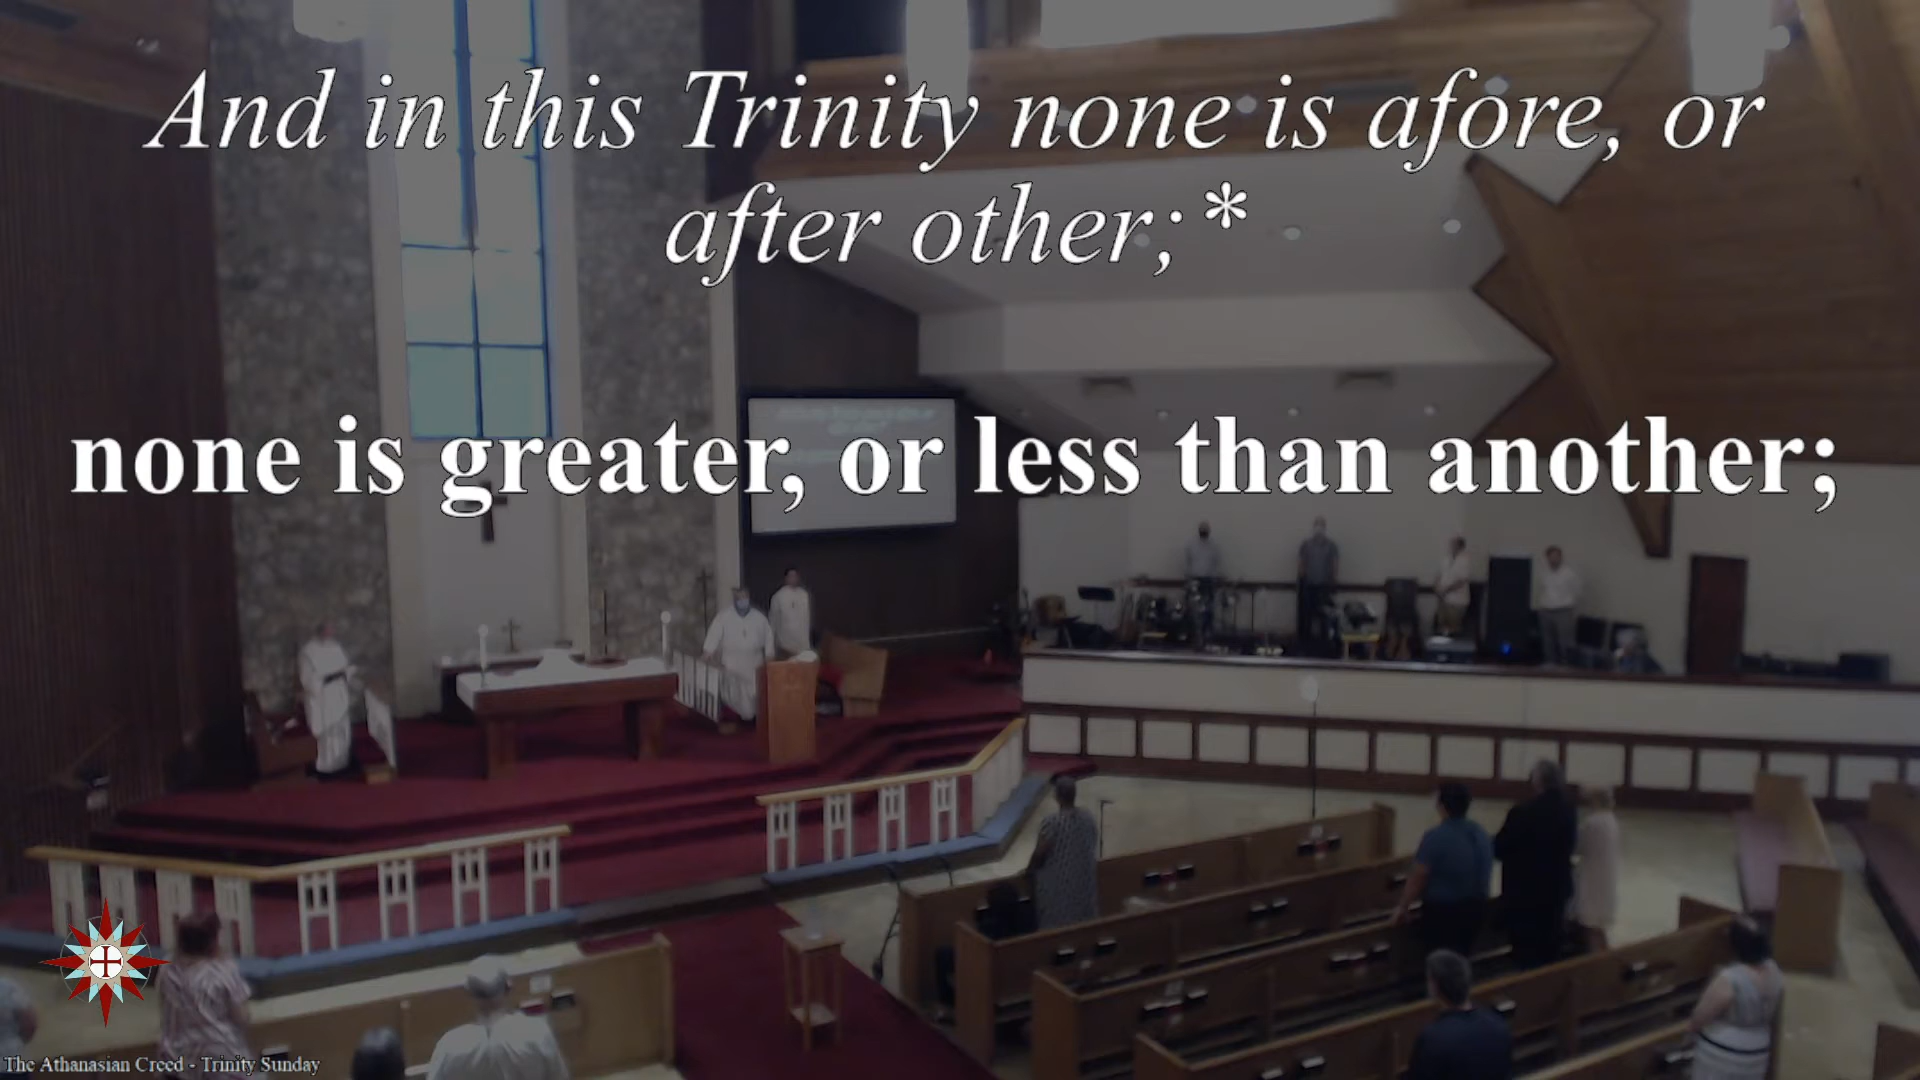 And in this Trinity none is afore, or
after other;*
none is greater, or less than another;
The Athanasian Creed - Trinity Sunday